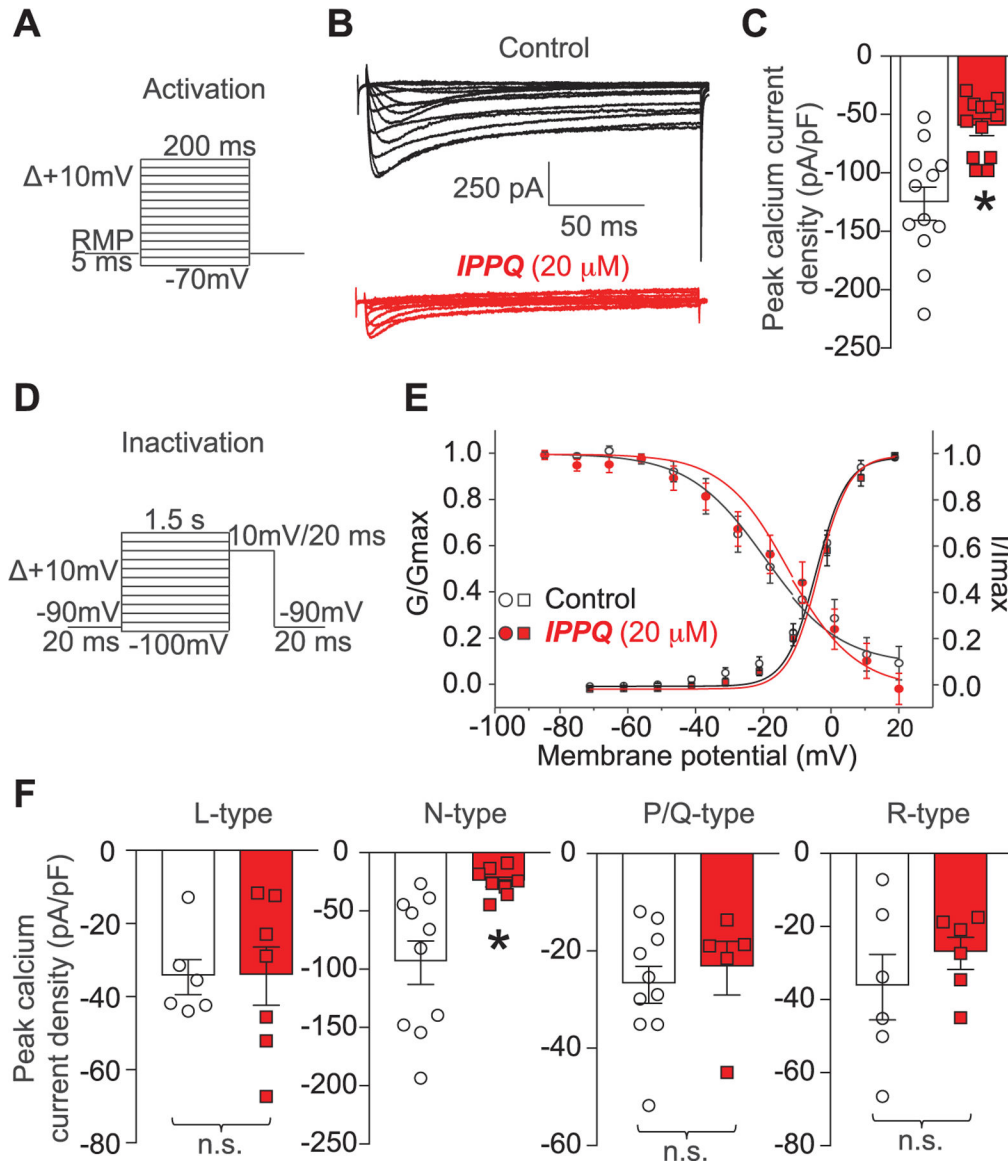 A
Activation
200 ms
Δ+10mV
RMP
5 ms
-70mV
B
Control
250 pA
50 ms
IPPQ (20 μM)
C
Peak calcium current
density (pA/pF)
0
-50
-100
-150
-200
-250
*
D
Inactivation
1.5 s
10mV/20 ms
Δ+10mV
-90mV
20 ms
-100mV
-90mV
20 ms
E
G/Gmax
1.0
0.8
0.6
0.4
0.2
0.0
I/Imax
1.0
0.8
0.6
0.4
0.2
0.0
Control
IPPQ (20 μM)
-100
-80
-60
-40
-20
0
20
Membrane potential (mV)
F
Peak calcium
current density (pA/pF)
L-type
0
-20
-40
-60
-80
n.s.
N-type
0
-50
-100
-150
-200
-250
*
P/Q-type
0
-20
-40
-60
n.s.
R-type
0
-20
-40
-60
-80
n.s.